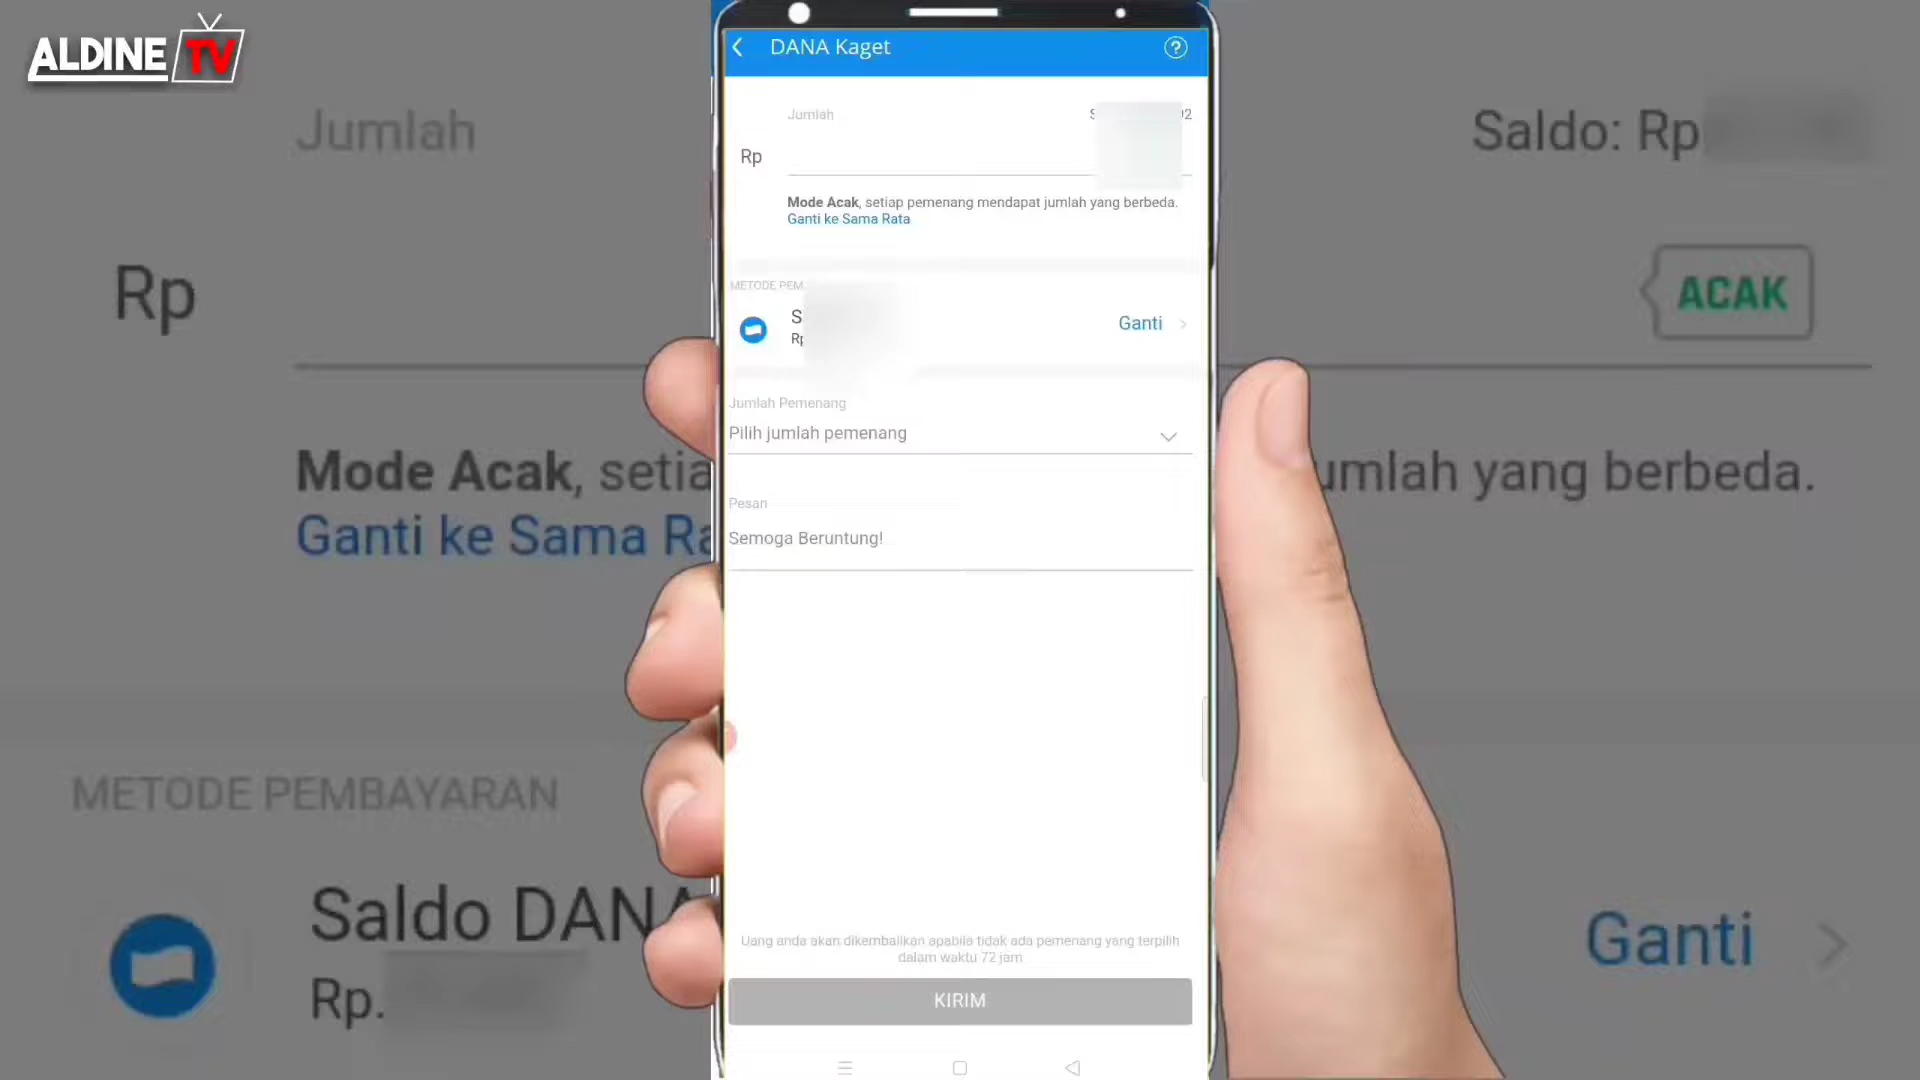 ALDINE TV
DANA Kaget
?
Jumlah
Rp
Mode Acak, setiap pemenang mendapat jumlah yang berbeda.
Ganti ke Sama Rata
METODE PEM
Rp
Ganti
Jumlah Pemenang
Pilih jumlah pemenang
Pesan
Semoga Beruntung!
Uang anda akan dikembalikan apabila tidak ada pemenang yang terpilih
dalam waktu 72 jam
KIRIM
Jumlah
Saldo: Rp
Rp
ACAK
Mode Acak, setia
umlah yang berbeda.
Ganti ke Sama Ra
METODE PEMBAYARAN
Saldo DANA
Rp.
Ganti